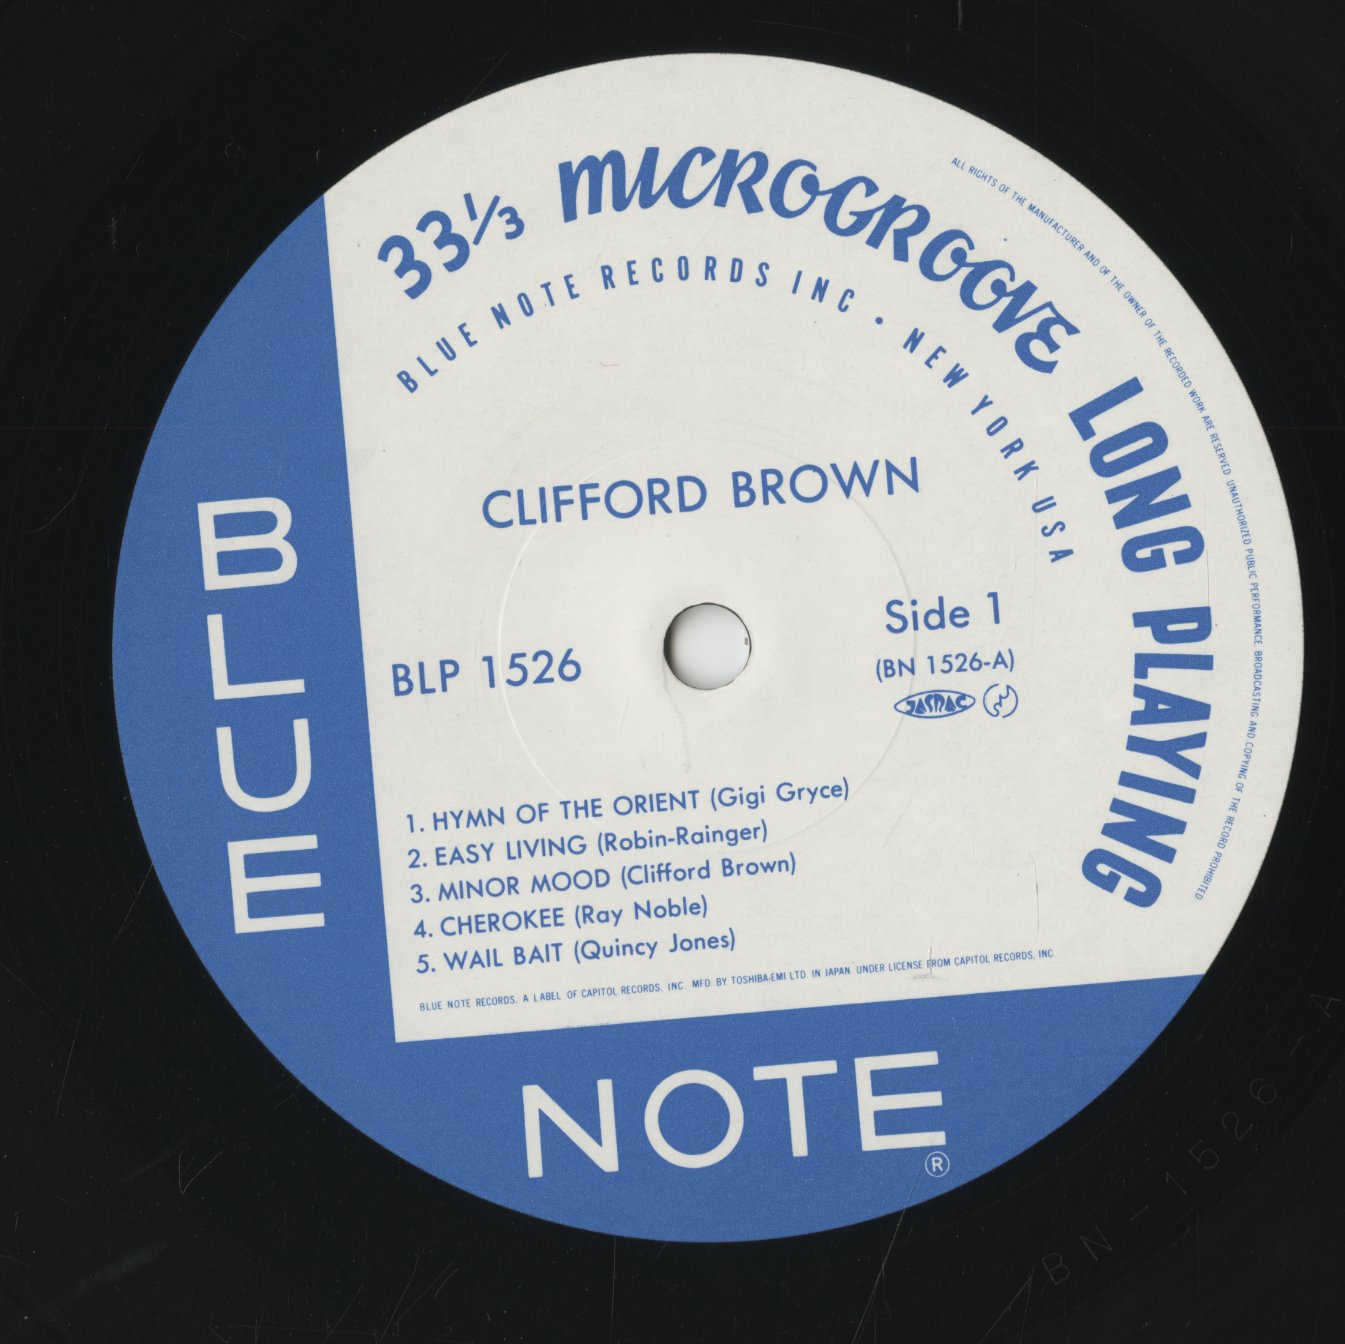 33⅓ MICROGROOVE LONG PLAYING
BLUE NOTE RECORDS INC · NEW YORK USA
ALL RIGHTS OF THE MANUFACTURER AND OF THE OWNER OF THE RECORDED WORK ARE RESERVED. UNAUTHORIZED PUBLIC PERFORMANCE BROADCASTING AND COPYING OF THE RECORD PROHIBITED
CLIFFORD BROWN
Side 1
BLP 1526
(BN 1526-A)
JASRAC
1. HYMN OF THE ORIENT (Gigi Gryce)
2. EASY LIVING (Robin-Rainger)
3. MINOR MOOD (Clifford Brown)
4. CHEROKEE (Ray Noble)
5. WAIL BAIT (Quincy Jones)
BLUE NOTE RECORDS. A LABEL OF CAPITOL RECORDS. INC. MFD. BY TOSHIBA-EMI LTD. IN JAPAN. UNDER LICENSE FROM CAPITOL RECORDS. INC.
BLUE
NOTE
®
BN-1526-A